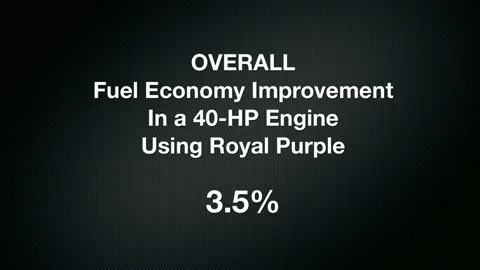 OVERALL
Fuel Economy Improvement
In a 40-HP Engine
Using Royal Purple
3.5%